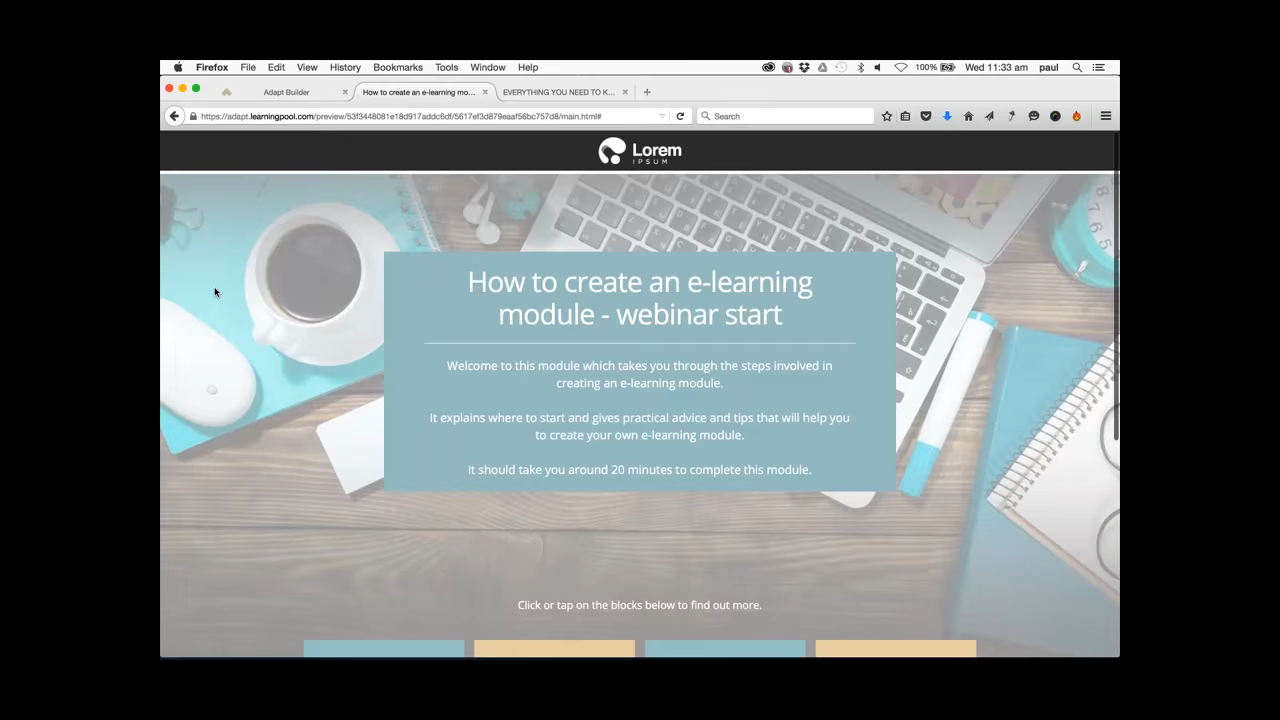 Firefox File Edit View History Bookmarks Tools Window Help 100% Wed 11:33 am paul
Adapt Builder How to create an e-learning mo... EVERYTHING YOU NEED TO K...
https://adapt.learningpool.com/preview/53f3448081e18d917addc6df/5617ef3d879eaaf56bc757d8/main.html# Search
Lorem
IPSUM
How to create an e-learning
module - webinar start
Welcome to this module which takes you through the steps involved in
creating an e-learning module.
It explains where to start and gives practical advice and tips that will help you
to create your own e-learning module.
It should take you around 20 minutes to complete this module.
Click or tap on the blocks below to find out more.